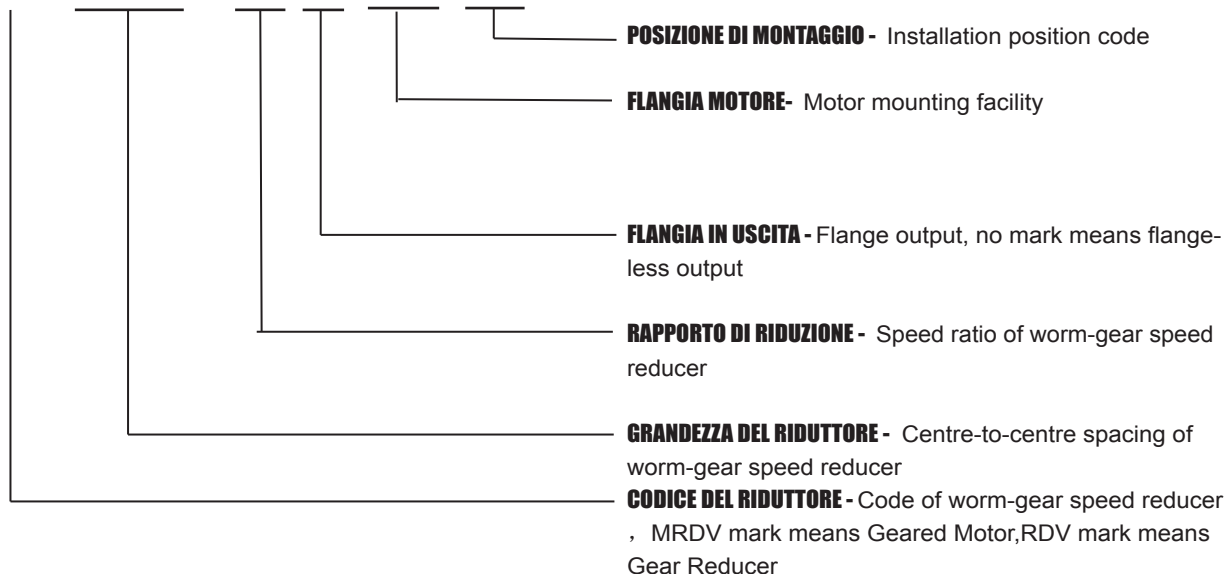 POSIZIONE DI MONTAGGIO - Installation position code
FLANGIA MOTORE- Motor mounting facility
FLANGIA IN USCITA - Flange output, no mark means flange-
less output
RAPPORTO DI RIDUZIONE - Speed ratio of worm-gear speed
reducer
GRANDEZZA DEL RIDUTTORE - Centre-to-centre spacing of
worm-gear speed reducer
CODICE DEL RIDUTTORE - Code of worm-gear speed reducer
，MRDV mark means Geared Motor,RDV mark means
Gear Reducer